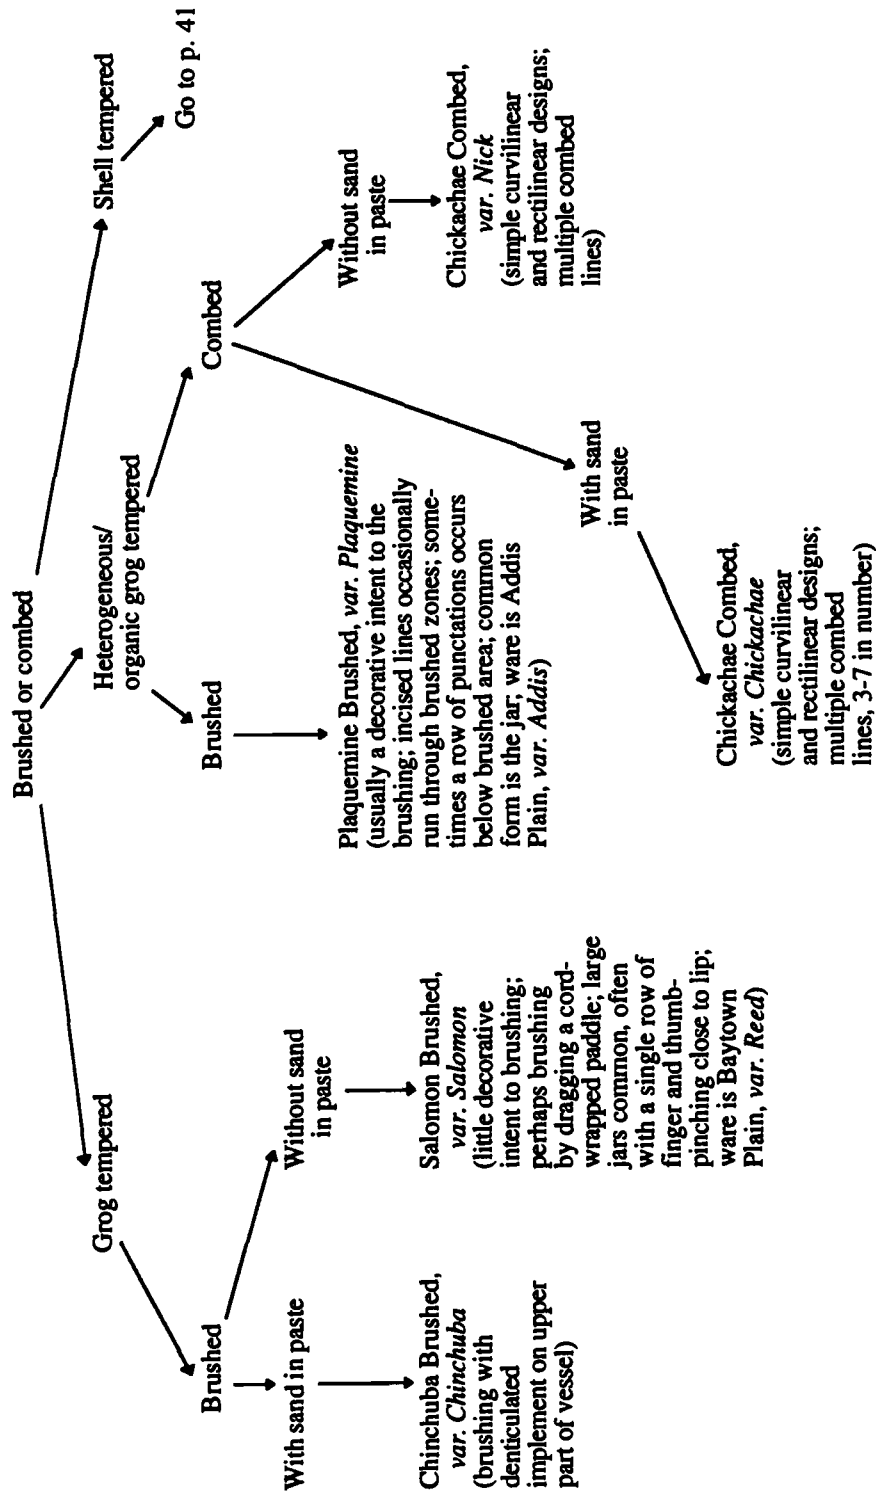 Brushed or combed
Grog tempered
Heterogeneous/
organic grog tempered
Shell tempered
Go to p. 41
Brushed
Brushed
Combed
With sand in paste
Without sand
in paste
Without sand
in paste
With sand
in paste
Chinchuba Brushed,
var. Chinchuba
(brushing with
denticulated
implement on upper
part of vessel)
Salomon Brushed,
var. Salomon
(little decorative
intent to brushing;
perhaps brushing
by dragging a cord-
wrapped paddle; large
jars common, often
with a single row of
finger and thumb-
pinching close to lip;
ware is Baytown
Plain, var. Reed)
Plaquemine Brushed, var. Plaquemine
(usually a decorative intent to the
brushing; incised lines occasionally
run through brushed zones; some-
times a row of punctations occurs
below brushed area; common
form is the jar; ware is Addis
Plain, var. Addis)
Chickachae Combed,
var. Chickachae
(simple curvilinear
and rectilinear designs;
multiple combed
lines, 3-7 in number)
Chickachae Combed,
var. Nick
(simple curvilinear
and rectilinear designs;
multiple combed
lines)